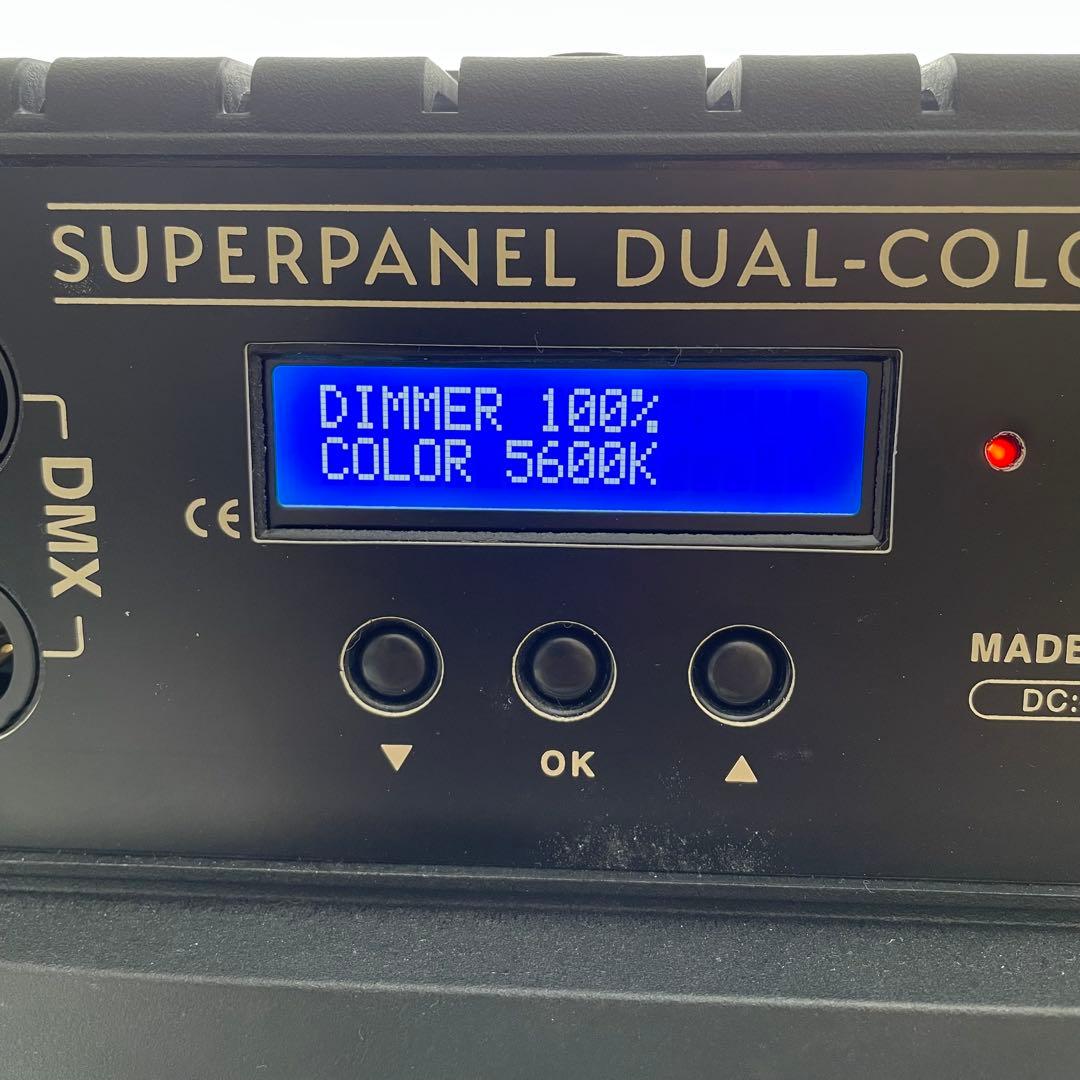 SUPERPANEL DUAL-COLO
DIMMER 100%
COLOR 5600K
DMX
CE
MADE
DC:
▼ OK ▲